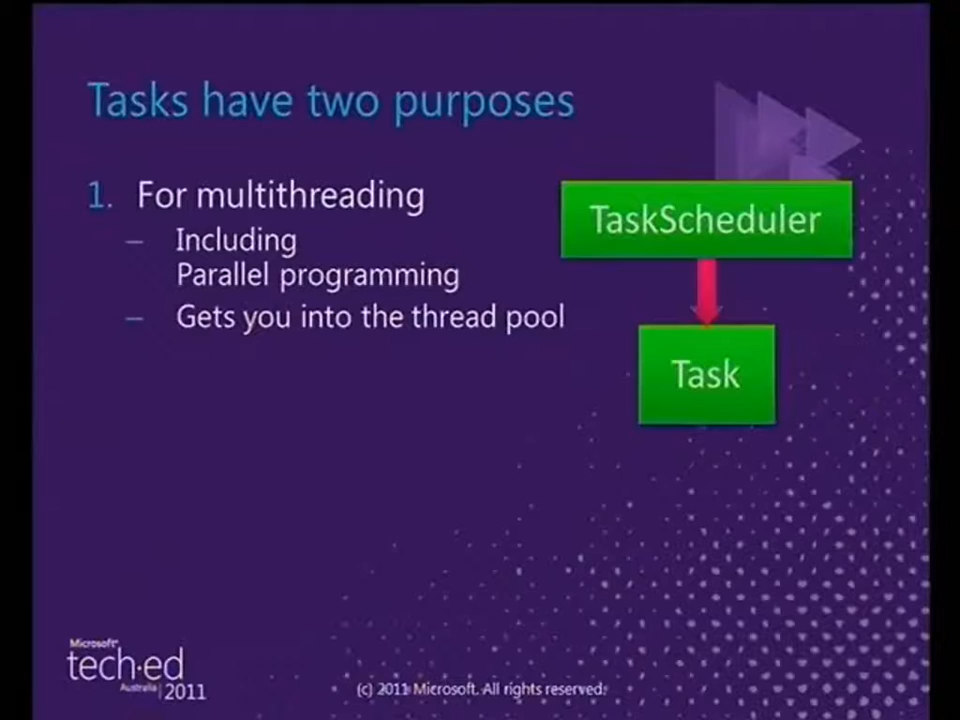 Tasks have two purposes
1. For multithreading
– Including
Parallel programming
– Gets you into the thread pool
TaskScheduler
Task
Microsoft
tech·ed
Australia | 2011
(c) 2011 Microsoft. All rights reserved.